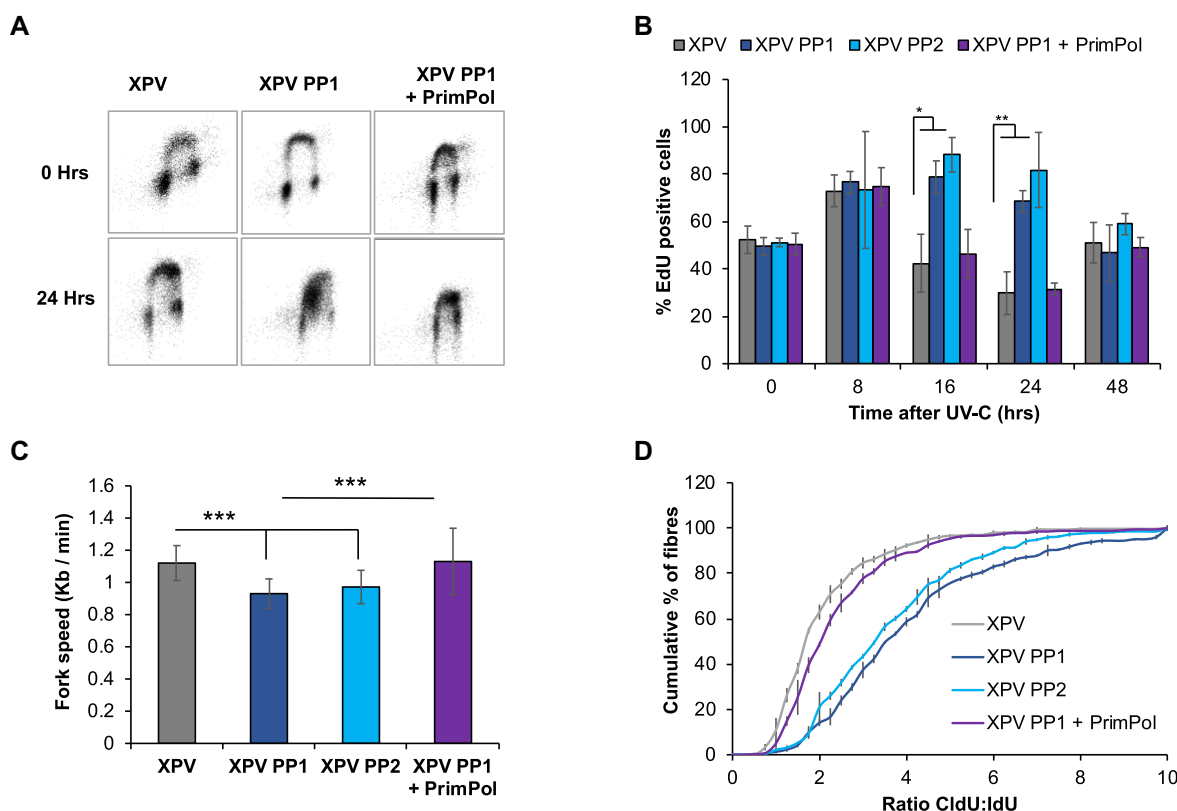 A
XPV
XPV PP1
XPV PP1
+ PrimPol
0 Hrs
24 Hrs
B
XPV
XPV PP1
XPV PP2
XPV PP1 + PrimPol
% EdU positive cells
120
100
80
60
40
20
0
*
**
0
8
16
24
48
Time after UV-C (hrs)
C
Fork speed (Kb / min)
1.6
1.4
1.2
1
0.8
0.6
0.4
0.2
0
***
***
XPV
XPV PP1
XPV PP2
XPV PP1
+ PrimPol
D
Cumulative % of fibres
120
100
80
60
40
20
0
XPV
XPV PP1
XPV PP2
XPV PP1 + PrimPol
0
2
4
6
8
10
Ratio CldU:IdU